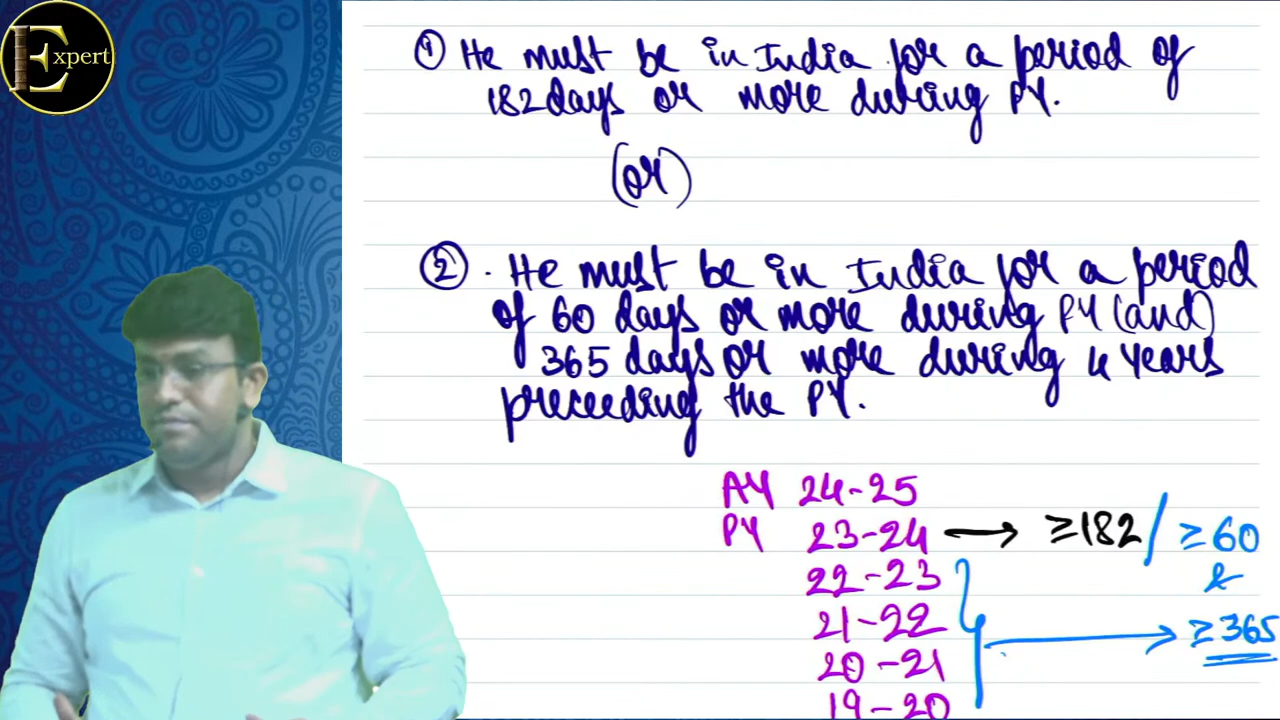 Expert
① He must be in India for a period of
182 days or more during PY.
(or)
② . He must be in India for a period
of 60 days or more during PY (and)
365 days or more during 4 years
preceeding the PY.
AY 24-25
PY 23-24 → ≥182 / ≥60
22-23 &
21-22 → ≥365
20-21
19-20